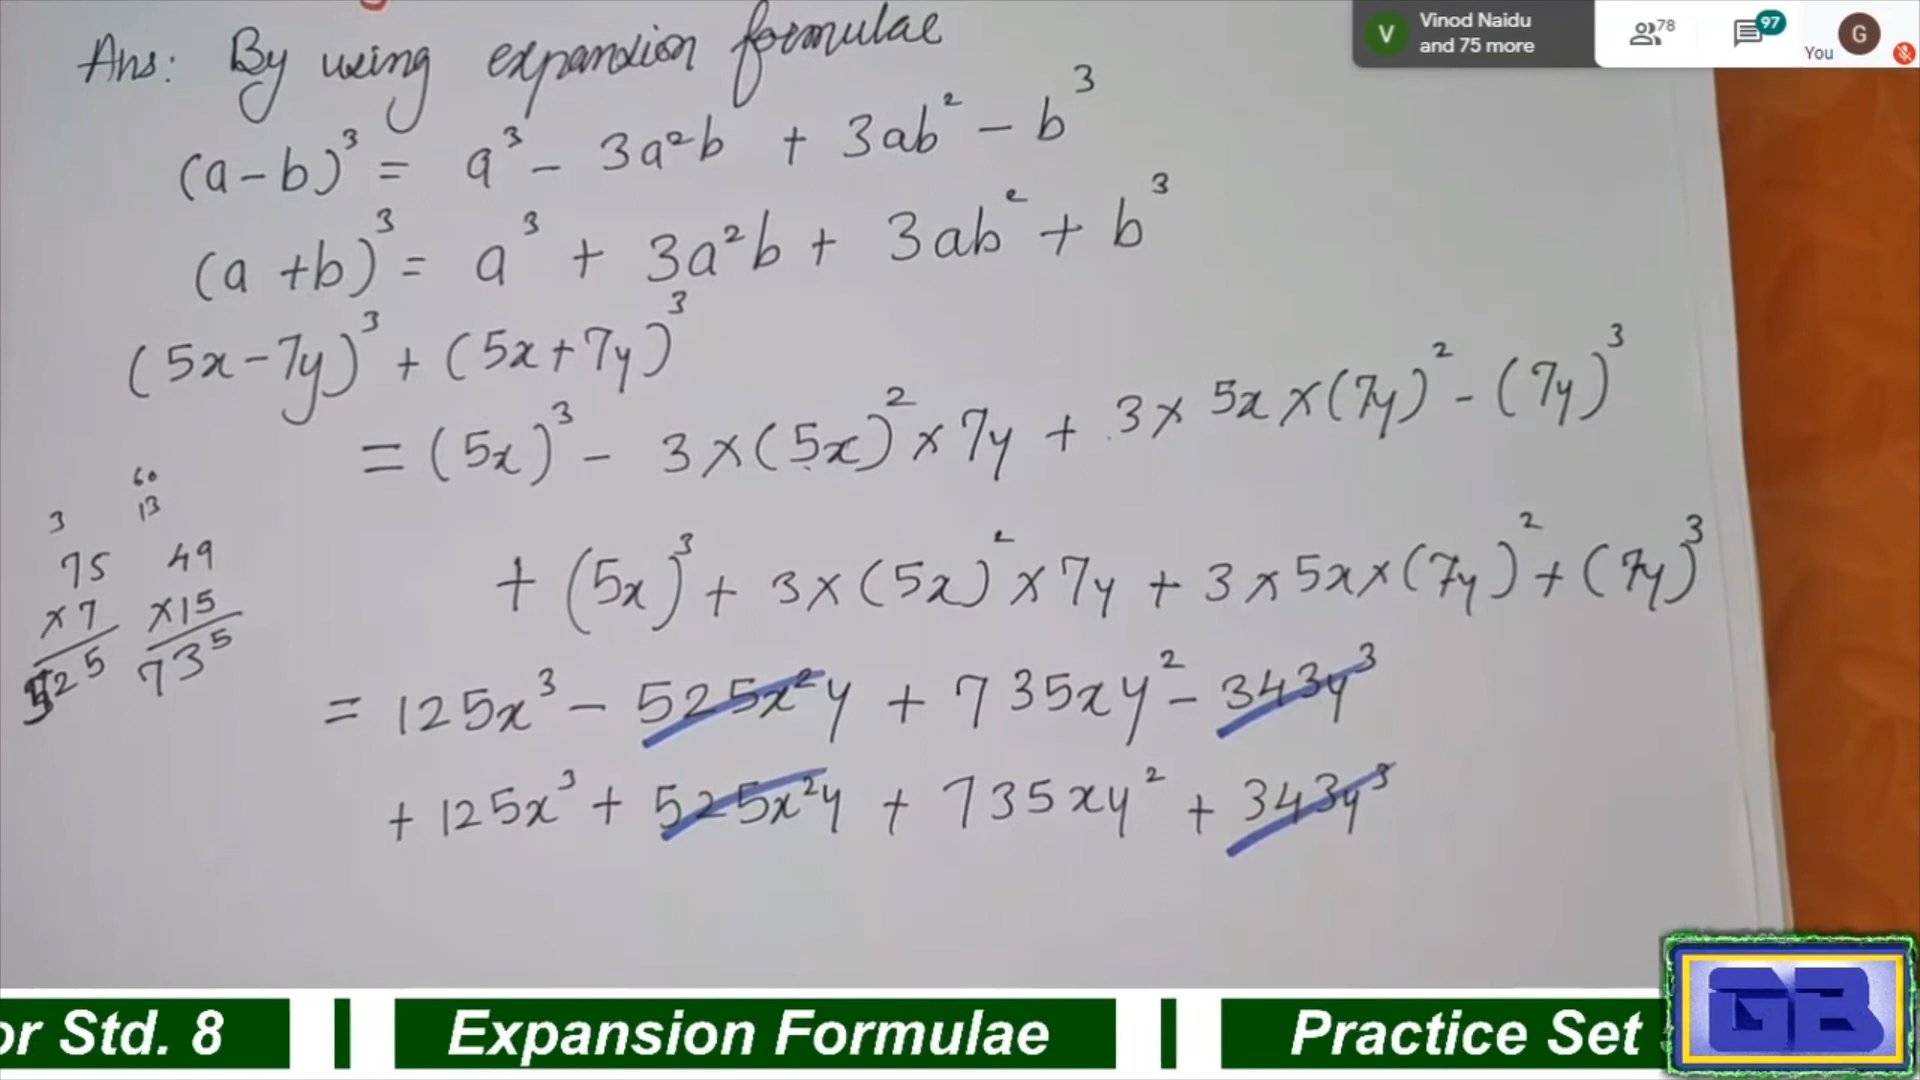 Ans: By using expansion formulae
(a-b)³ = a³ - 3a²b + 3ab² - b³
(a+b)³ = a³ + 3a²b + 3ab² + b³
(5x-7y)³ + (5x+7y)³
= (5x)³ - 3×(5x)²×7y + 3×5x×(7y)² - (7y)³
+ (5x)³ + 3×(5x)²×7y + 3×5x×(7y)² + (7y)³
= 125x³ - 525x²y + 735xy² - 343y³
+ 125x³ + 525x²y + 735xy² + 343y³
3
75
×7
525
60
13
49
×15
735
V
Vinod Naidu
and 75 more
78
97
You
G
or Std. 8 | Expansion Formulae | Practice Set
GB